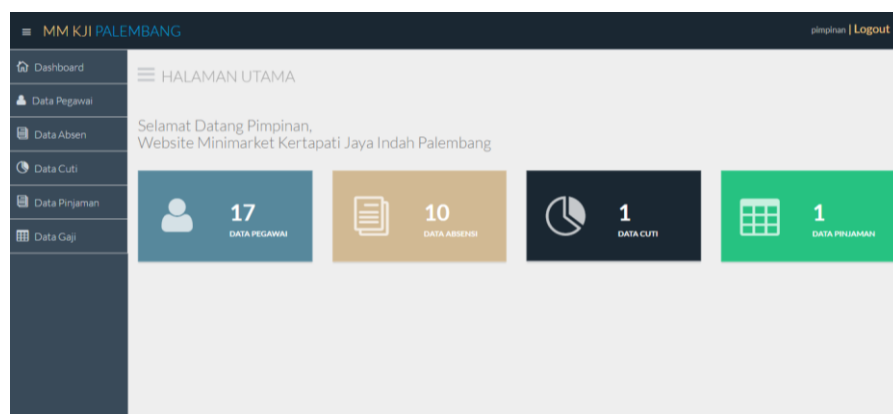 MM KJI PALEMBANG
pimpinan | Logout
Dashboard
Data Pegawai
Data Absen
Data Cuti
Data Pinjaman
Data Gaji
HALAMAN UTAMA
Selamat Datang Pimpinan,
Website Minimarket Kertapati Jaya Indah Palembang
17
DATA PEGAWAI
10
DATA ABSENSI
1
DATA CUTI
1
DATA PINJAMAN